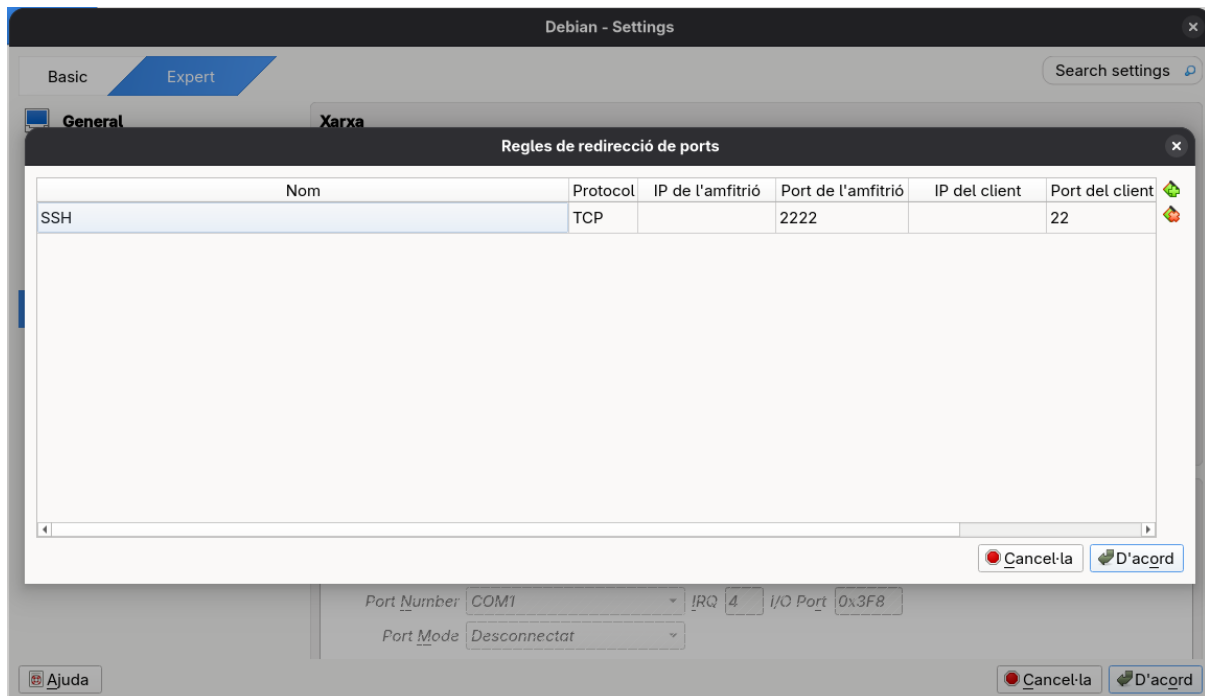 Debian - Settings
Basic Expert Search settings
General Xarxa
Regles de redirecció de ports
Nom Protocol IP de l'amfitrió Port de l'amfitrió IP del client Port del client
SSH TCP 2222 22
Cancel·la D'acord
Port Number COM1 IRQ 4 I/O Port 0x3F8
Port Mode Desconnectat
Ajuda Cancel·la D'acord